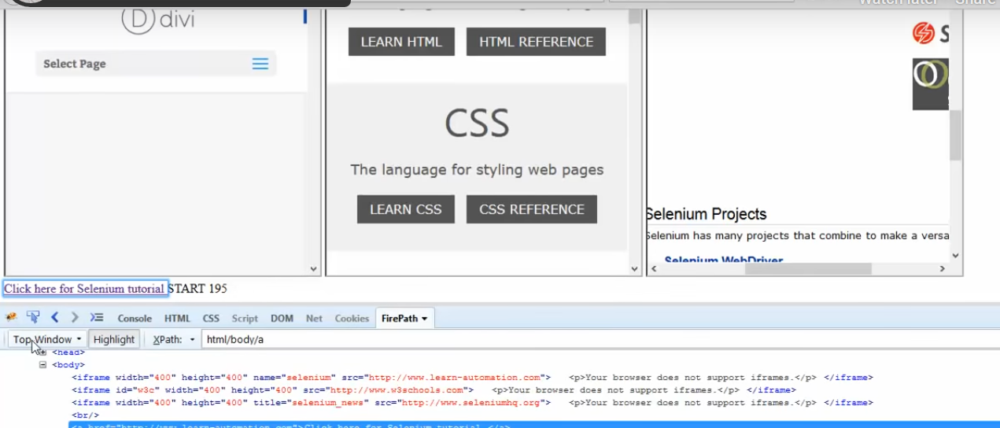 Watch later Share
divi
LEARN HTML HTML REFERENCE
Select Page
CSS
The language for styling web pages
LEARN CSS CSS REFERENCE
Selenium Projects
Selenium has many projects that combine to make a versa
Selenium WebDriver
Click here for Selenium tutorial START 195
Console HTML CSS Script DOM Net Cookies FirePath
Top Window Highlight XPath: html/body/a
<head>
<body>
<iframe width="400" height="400" name="selenium" src="http://www.learn-automation.com"> <p>Your browser does not support iframes.</p> </iframe>
<iframe id="w3c" width="400" height="400" src="http://www.w3schools.com"> <p>Your browser does not support iframes.</p> </iframe>
<iframe width="400" height="400" title="selenium_news" src="http://www.seleniumhq.org"> <p>Your browser does not support iframes.</p> </iframe>
<br/>
<a href="http://www.learn-automation.com">Click here for Selenium tutorial </a>